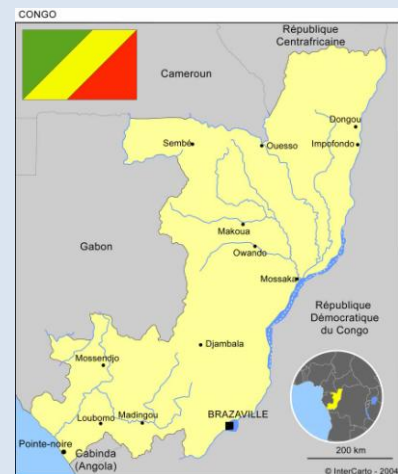 CONGO
République
Centrafricaine
Cameroun
Dongou
Sembé
Ouesso
Impofondo
Makoua
Gabon
Owando
Mossaka
République
Démocratique
du Congo
Djambala
Mossendjo
Loubomo
Madingou
BRAZAVILLE
Pointe-noire
Cabinda
(Angola)
200 km
© InterCarto - 2004